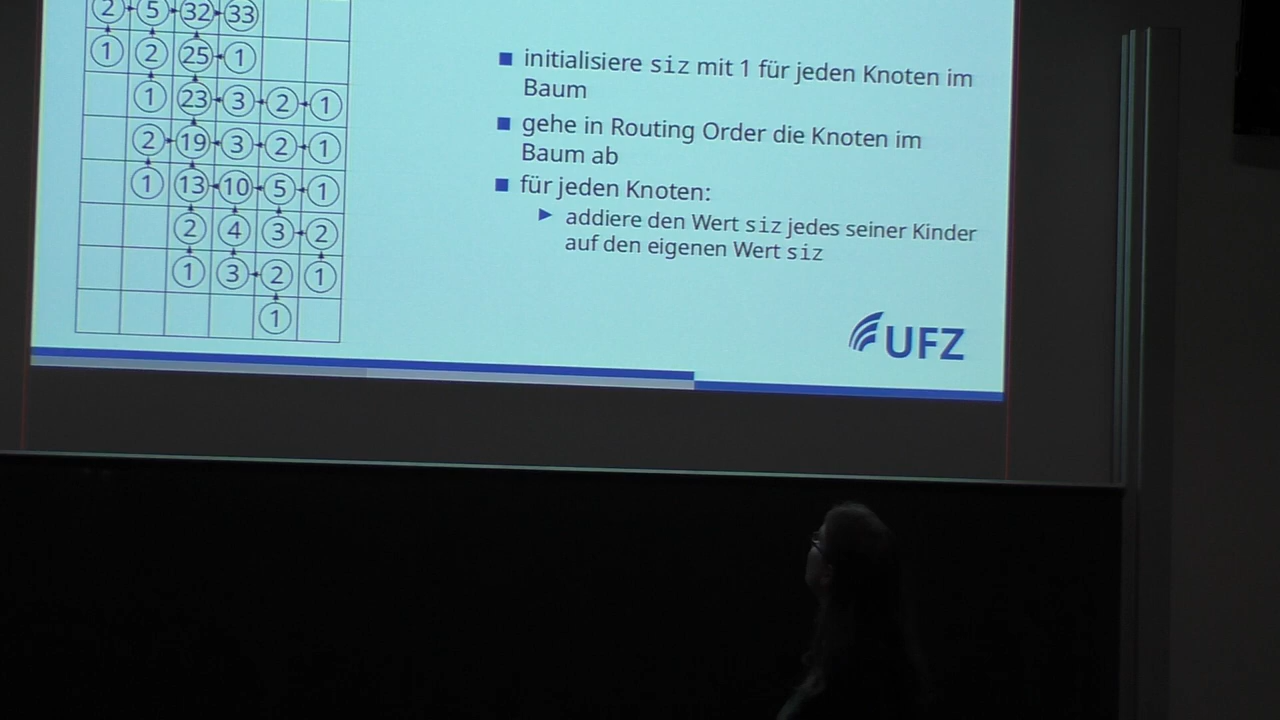 2 5 32 33
1 2 25 1
1 23 3 2 1
2 19 3 2 1
1 13 10 5 1
2 4 3 2
1 3 2 1
1
initialisiere siz mit 1 für jeden Knoten im
Baum
gehe in Routing Order die Knoten im
Baum ab
für jeden Knoten:
addiere den Wert siz jedes seiner Kinder
auf den eigenen Wert siz
UFZ